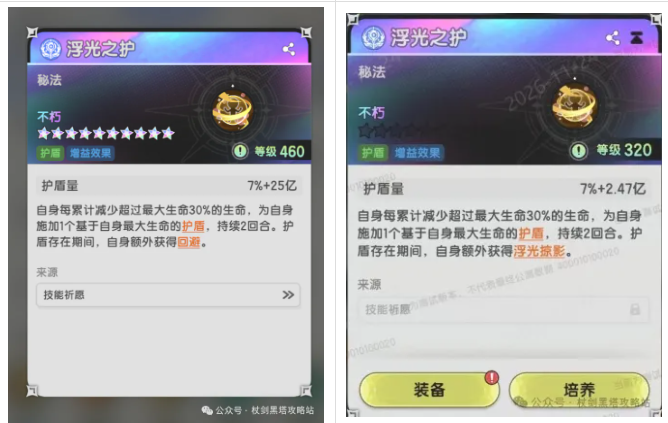 浮光之护
秘法
不朽
护盾 增益效果
等级 460
护盾量 7%+25亿
自身每累计减少超过最大生命30%的生命，为自身
施加1个基于自身最大生命的护盾，持续2回合。护
盾存在期间，自身额外获得回避。
来源
技能祈愿
公众号 · 杖剑黑塔攻略站
浮光之护
秘法
不朽
护盾 增益效果
等级 320
护盾量 7%+2.47亿
自身每累计减少超过最大生命30%的生命，为自身
施加1个基于自身最大生命的护盾，持续2回合。护
盾存在期间，自身额外获得浮光掠影。
来源
技能祈愿
装备
培养
公众号 · 杖剑黑塔攻略站